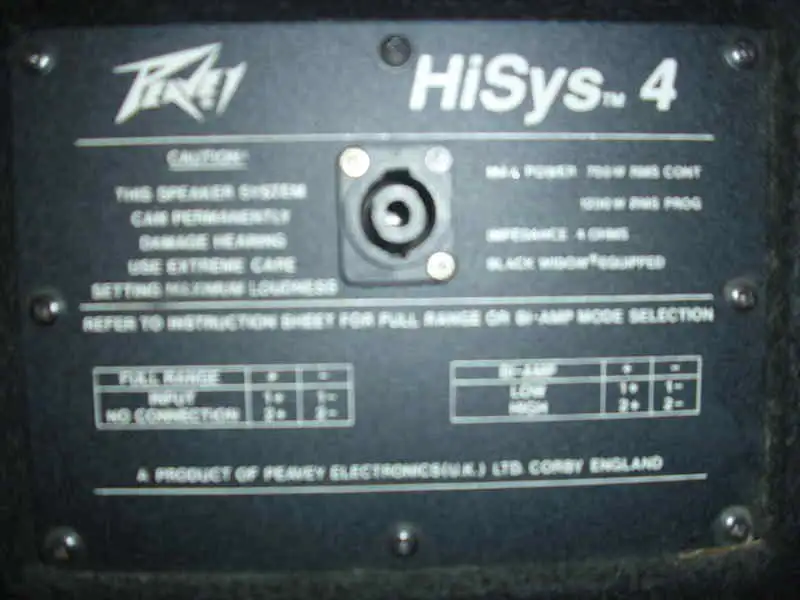 PEAVEY
HiSys™ 4
CAUTION:
THIS SPEAKER SYSTEM
CAN PERMANENTLY
DAMAGE HEARING
USE EXTREME CARE
SETTING MAXIMUM LOUDNESS
POWER 700W RMS CONT
RMS PROG
IMPEDANCE 4 OHMS
BLACK WIDOW® EQUIPPED
REFER TO INSTRUCTION SHEET FOR FULL RANGE OR BI-AMP MODE SELECTION
FULL RANGE + -
INPUT 1+ 1-
NO CONNECTION 2+ 2-
BI-AMP + -
LOW 1+ 1-
HIGH 2+ 2-
A PRODUCT OF PEAVEY ELECTRONICS (U.K.) LTD. CORBY ENGLAND